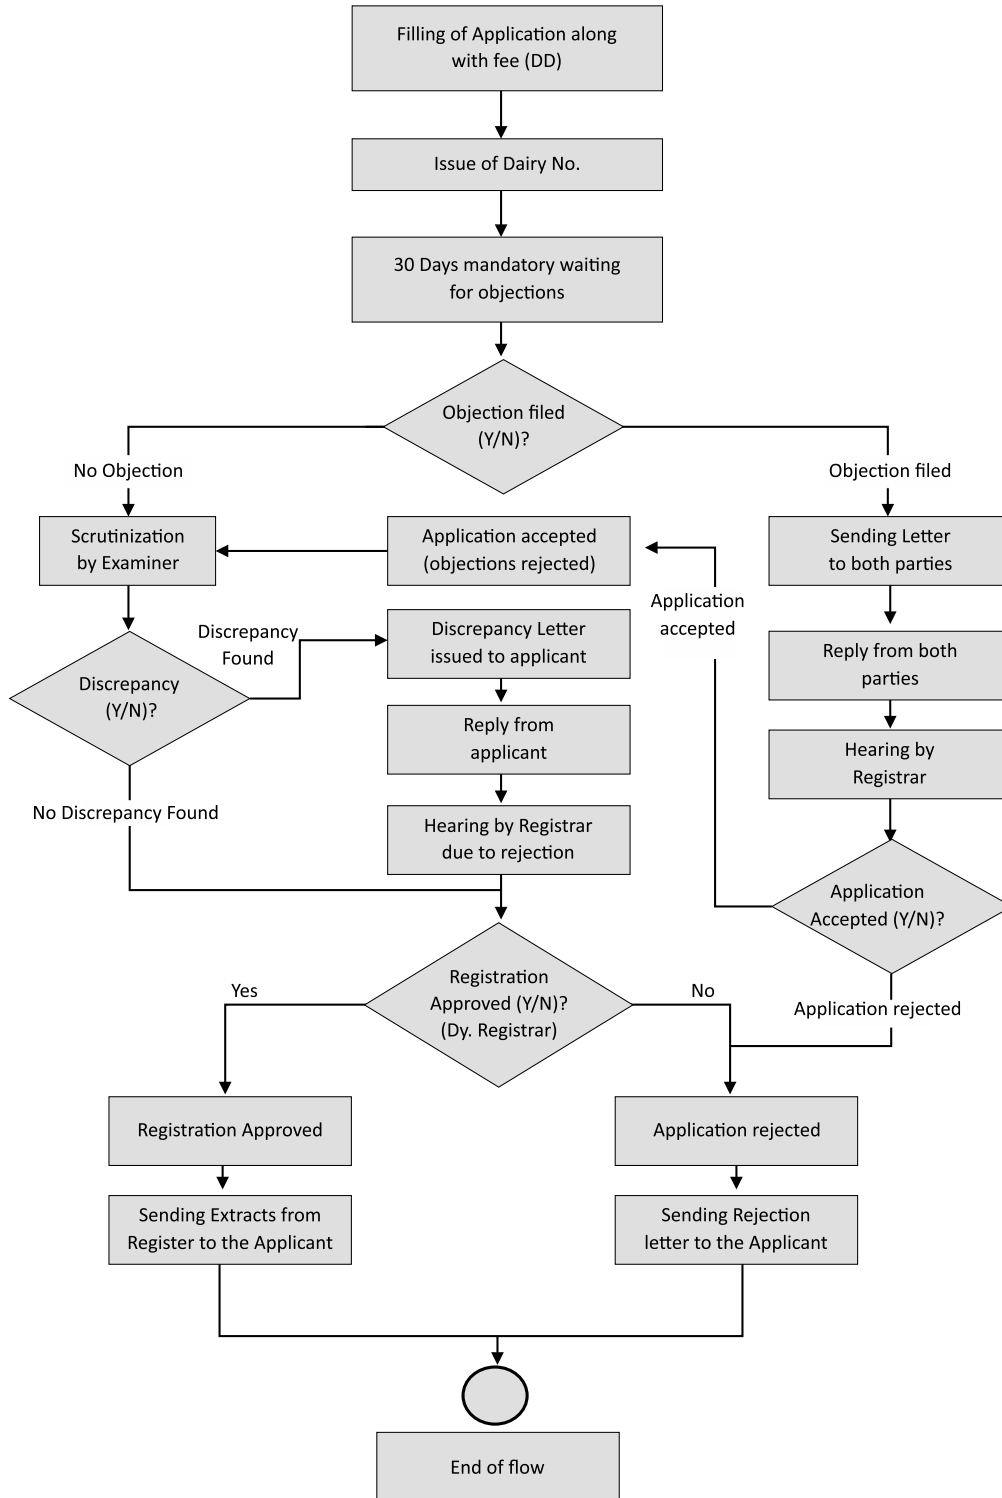 Filling of Application along
with fee (DD)
Issue of Dairy No.
30 Days mandatory waiting
for objections
Objection filed
(Y/N)?
No Objection
Objection filed
Scrutinization
by Examiner
Application accepted
(objections rejected)
Sending Letter
to both parties
Application
accepted
Discrepancy
Found
Discrepancy Letter
issued to applicant
Reply from both
parties
Discrepancy
(Y/N)?
Reply from
applicant
Hearing by
Registrar
No Discrepancy Found
Hearing by Registrar
due to rejection
Application
Accepted (Y/N)?
Registration
Approved (Y/N)?
(Dy. Registrar)
Yes
No
Application rejected
Registration Approved
Application rejected
Sending Extracts from
Register to the Applicant
Sending Rejection
letter to the Applicant
End of flow